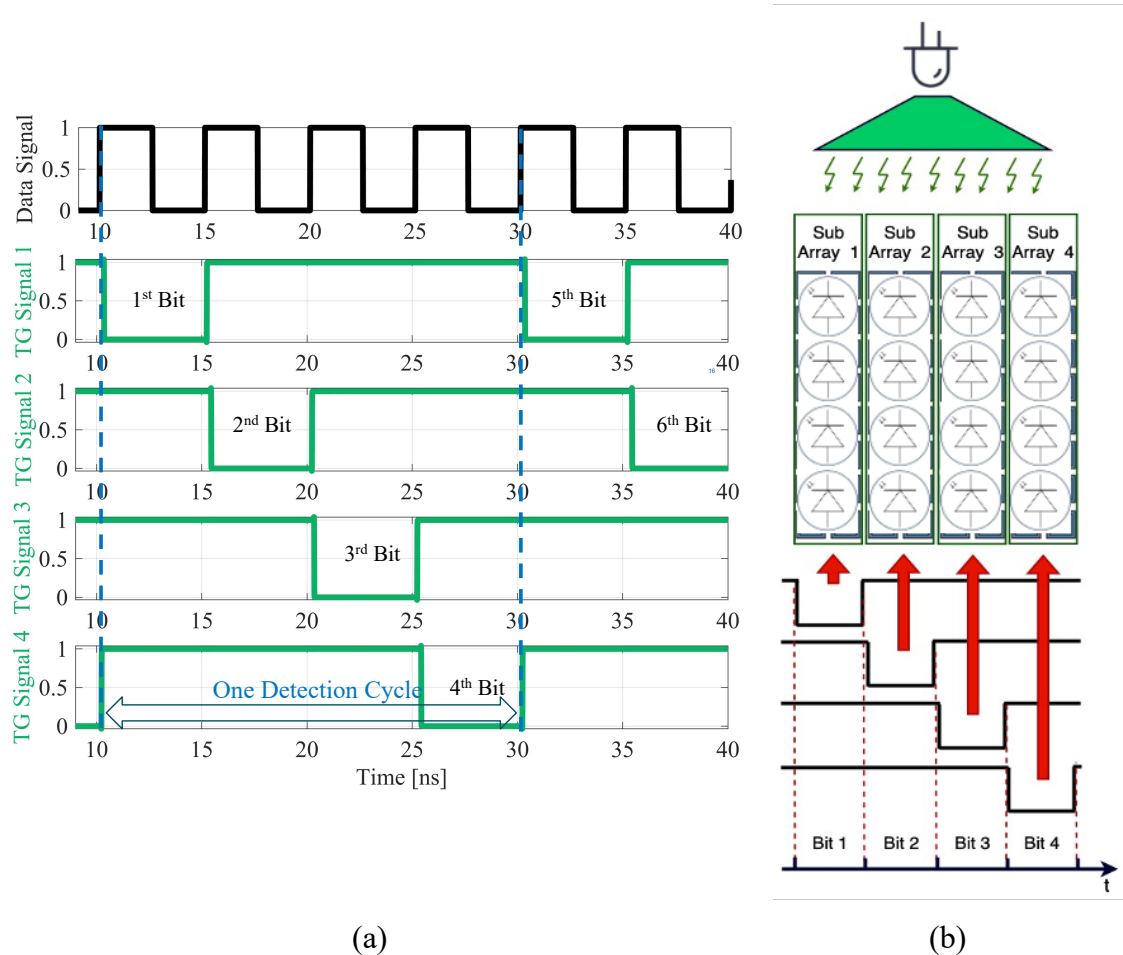 Data Signal
1
0.5
0
10 15 20 25 30 35 40
TG Signal 1
1
0.5
0
1st Bit
5th Bit
10 15 20 25 30 35 40
16
TG Signal 2
1
0.5
0
2nd Bit
6th Bit
10 15 20 25 30 35 40
TG Signal 3
1
0.5
0
3rd Bit
10 15 20 25 30 35 40
TG Signal 4
1
0.5
0
One Detection Cycle
4th Bit
10 15 20 25 30 35 40
Time [ns]
(a)
Sub Array 1
Sub Array 2
Sub Array 3
Sub Array 4
Bit 1 Bit 2 Bit 3 Bit 4
t
(b)